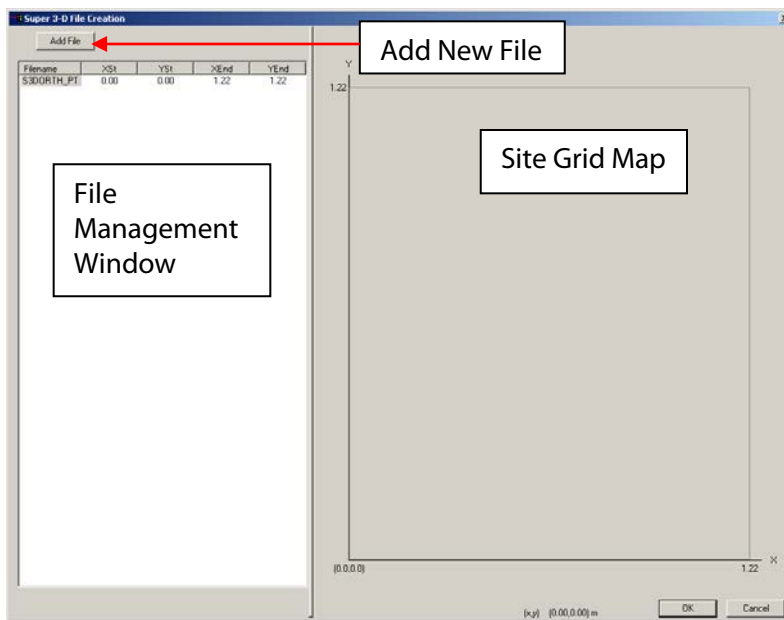 Super 3-D File Creation
Add File
Add New File
Filename XSt YSt XEnd YEnd
S3DORTH_PT 0.00 0.00 1.22 1.22
File
Management
Window
Y
1.22
Site Grid Map
(0.0,0.0)
1.22
X
(x,y) (0.00,0.00) m
OK
Cancel